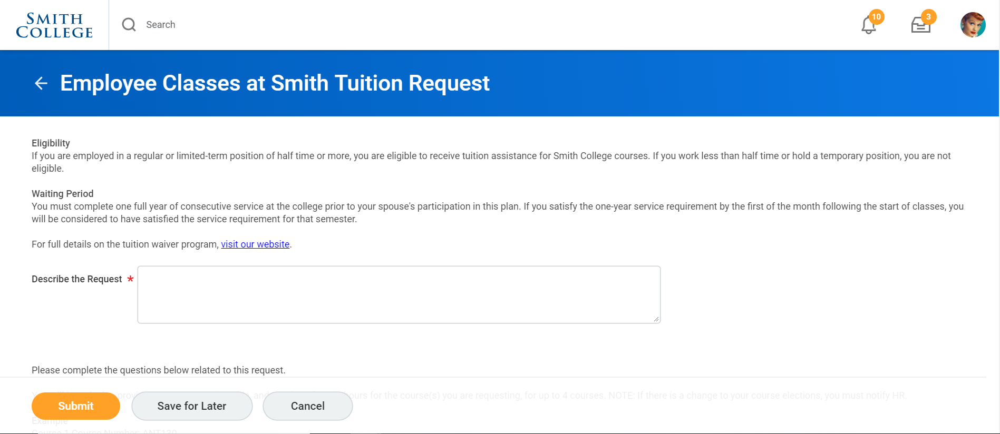 SMITH
COLLEGE
Search
10
3
Employee Classes at Smith Tuition Request
Eligibility
If you are employed in a regular or limited-term position of half time or more, you are eligible to receive tuition assistance for Smith College courses. If you work less than half time or hold a temporary position, you are not
eligible.
Waiting Period
You must complete one full year of consecutive service at the college prior to your spouse's participation in this plan. If you satisfy the one-year service requirement by the first of the month following the start of classes, you
will be considered to have satisfied the service requirement for that semester.
For full details on the tuition waiver program, visit our website.
Describe the Request *
Please complete the questions below related to this request.
and hours for the course(s) you are requesting, for up to 4 courses. NOTE: If there is a change to your course elections, you must notify HR.
Submit
Save for Later
Cancel
Example
Course 1 Course Number: ANT130